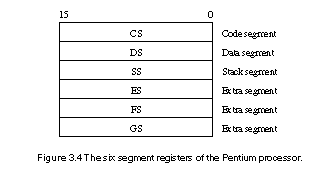 15 0
CS Code segment
DS Data segment
SS Stack segment
ES Extra segment
FS Extra segment
GS Extra segment
Figure 3.4 The six segment registers of the Pentium processor.